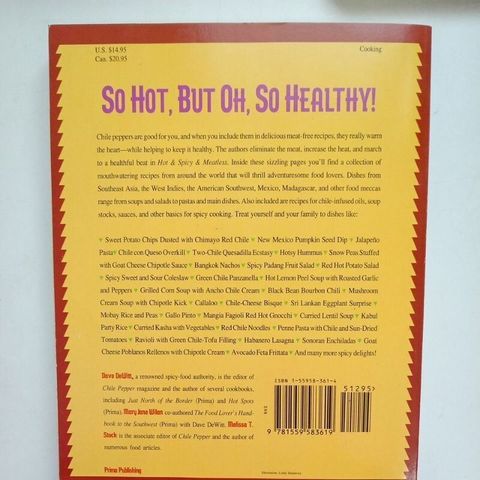 U.S. $14.95
Cooking
Can. $20.95
SO HOT, BUT OH, SO HEALTHY!
Chile peppers are good for you, and when you include them in delicious meat-free recipes, they really warm
the heart—while helping to keep it healthy. The authors eliminate the meat, increase the heat, and march
to a healthful beat in Hot & Spicy & Meatless. Inside these sizzling pages you'll find a collection of
mouthwatering recipes from around the world that will thrill adventuresome food lovers. Dishes from
Southeast Asia, the West Indies, the American Southwest, Mexico, Madagascar, and other food meccas
range from soups and salads to pastas and main dishes. Also included are recipes for chile-infused oils, soup
stocks, sauces, and other basics for spicy cooking. Treat yourself and your family to dishes like:
Sweet Potato Chips Dusted with Chimayo Red Chile ▼ New Mexico Pumpkin Seed Dip ▼ Jalapeño
Pasta ▼ Chile con Queso Overkill ▼ Two-Chile Quesadilla Ecstasy ▼ Hotsy Hummus ▼ Snow Peas Stuffed
with Goat Cheese Chipotle Sauce ▼ Bangkok Nachos ▼ Spicy Padang Fruit Salad ▼ Red Hot Potato Salad
▼ Spicy Sweet and Sour Coleslaw ▼ Green Chile Panzanella ▼ Hot Lemon Peel Soup with Roasted Garlic
and Peppers ▼ Grilled Corn Soup with Ancho Chile Cream ▼ Black Bean Bourbon Chili ▼ Mushroom
Cream Soup with Chipotle Kick ▼ Callaloo ▼ Chile-Cheese Bisque ▼ Sri Lankan Eggplant Surprise ▼
Mobay Rice and Peas ▼ Gallo Pinto ▼ Mangia Fagioli Red Hot Gnocchi ▼ Curried Lentil Soup ▼ Kabul
Party Rice ▼ Curried Kasha with Vegetables ▼ Red Chile Noodles ▼ Penne Pasta with Chile and Sun-Dried
Tomatoes ▼ Ravioli with Green Chile-Tofu Filling ▼ Habanero Lasagna ▼ Sonoran Enchiladas ▼ Goat
Cheese Poblanos Rellenos with Chipotle Cream ▼ Avocado Feta Frittata ▼ And many more spicy delights!
Dave DeWitt, a renowned spicy-food authority, is the editor of
Chile Pepper magazine and the author of several cookbooks,
including Just North of the Border (Prima) and Hot Spots
(Prima). Mary Jane Wilan co-authored The Food Lover's Hand-
book to the Southwest (Prima) with Dave DeWitt. Melissa T.
Stock is the associate editor of Chile Pepper and the author of
numerous food articles.
Prima Publishing
ISBN 1-55958-361-4
51295>
9 781559 583619